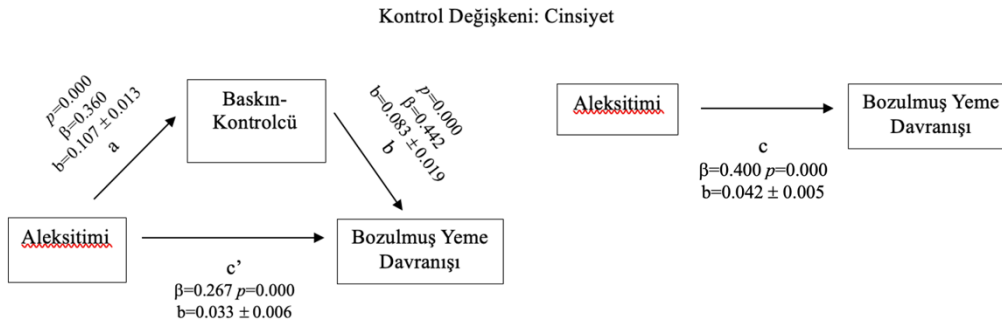 Kontrol Değişkeni: Cinsiyet
p=0.000
β=0.360
b=0.107 ± 0.013
a
Baskın-
Kontrolcü
p=0.000
β=0.442
b=0.083 ± 0.019
b
Aleksitimi
Bozulmuş Yeme
Davranışı
c’
β=0.267 p=0.000
b=0.033 ± 0.006
Aleksitimi
Bozulmuş Yeme
Davranışı
c
β=0.400 p=0.000
b=0.042 ± 0.005